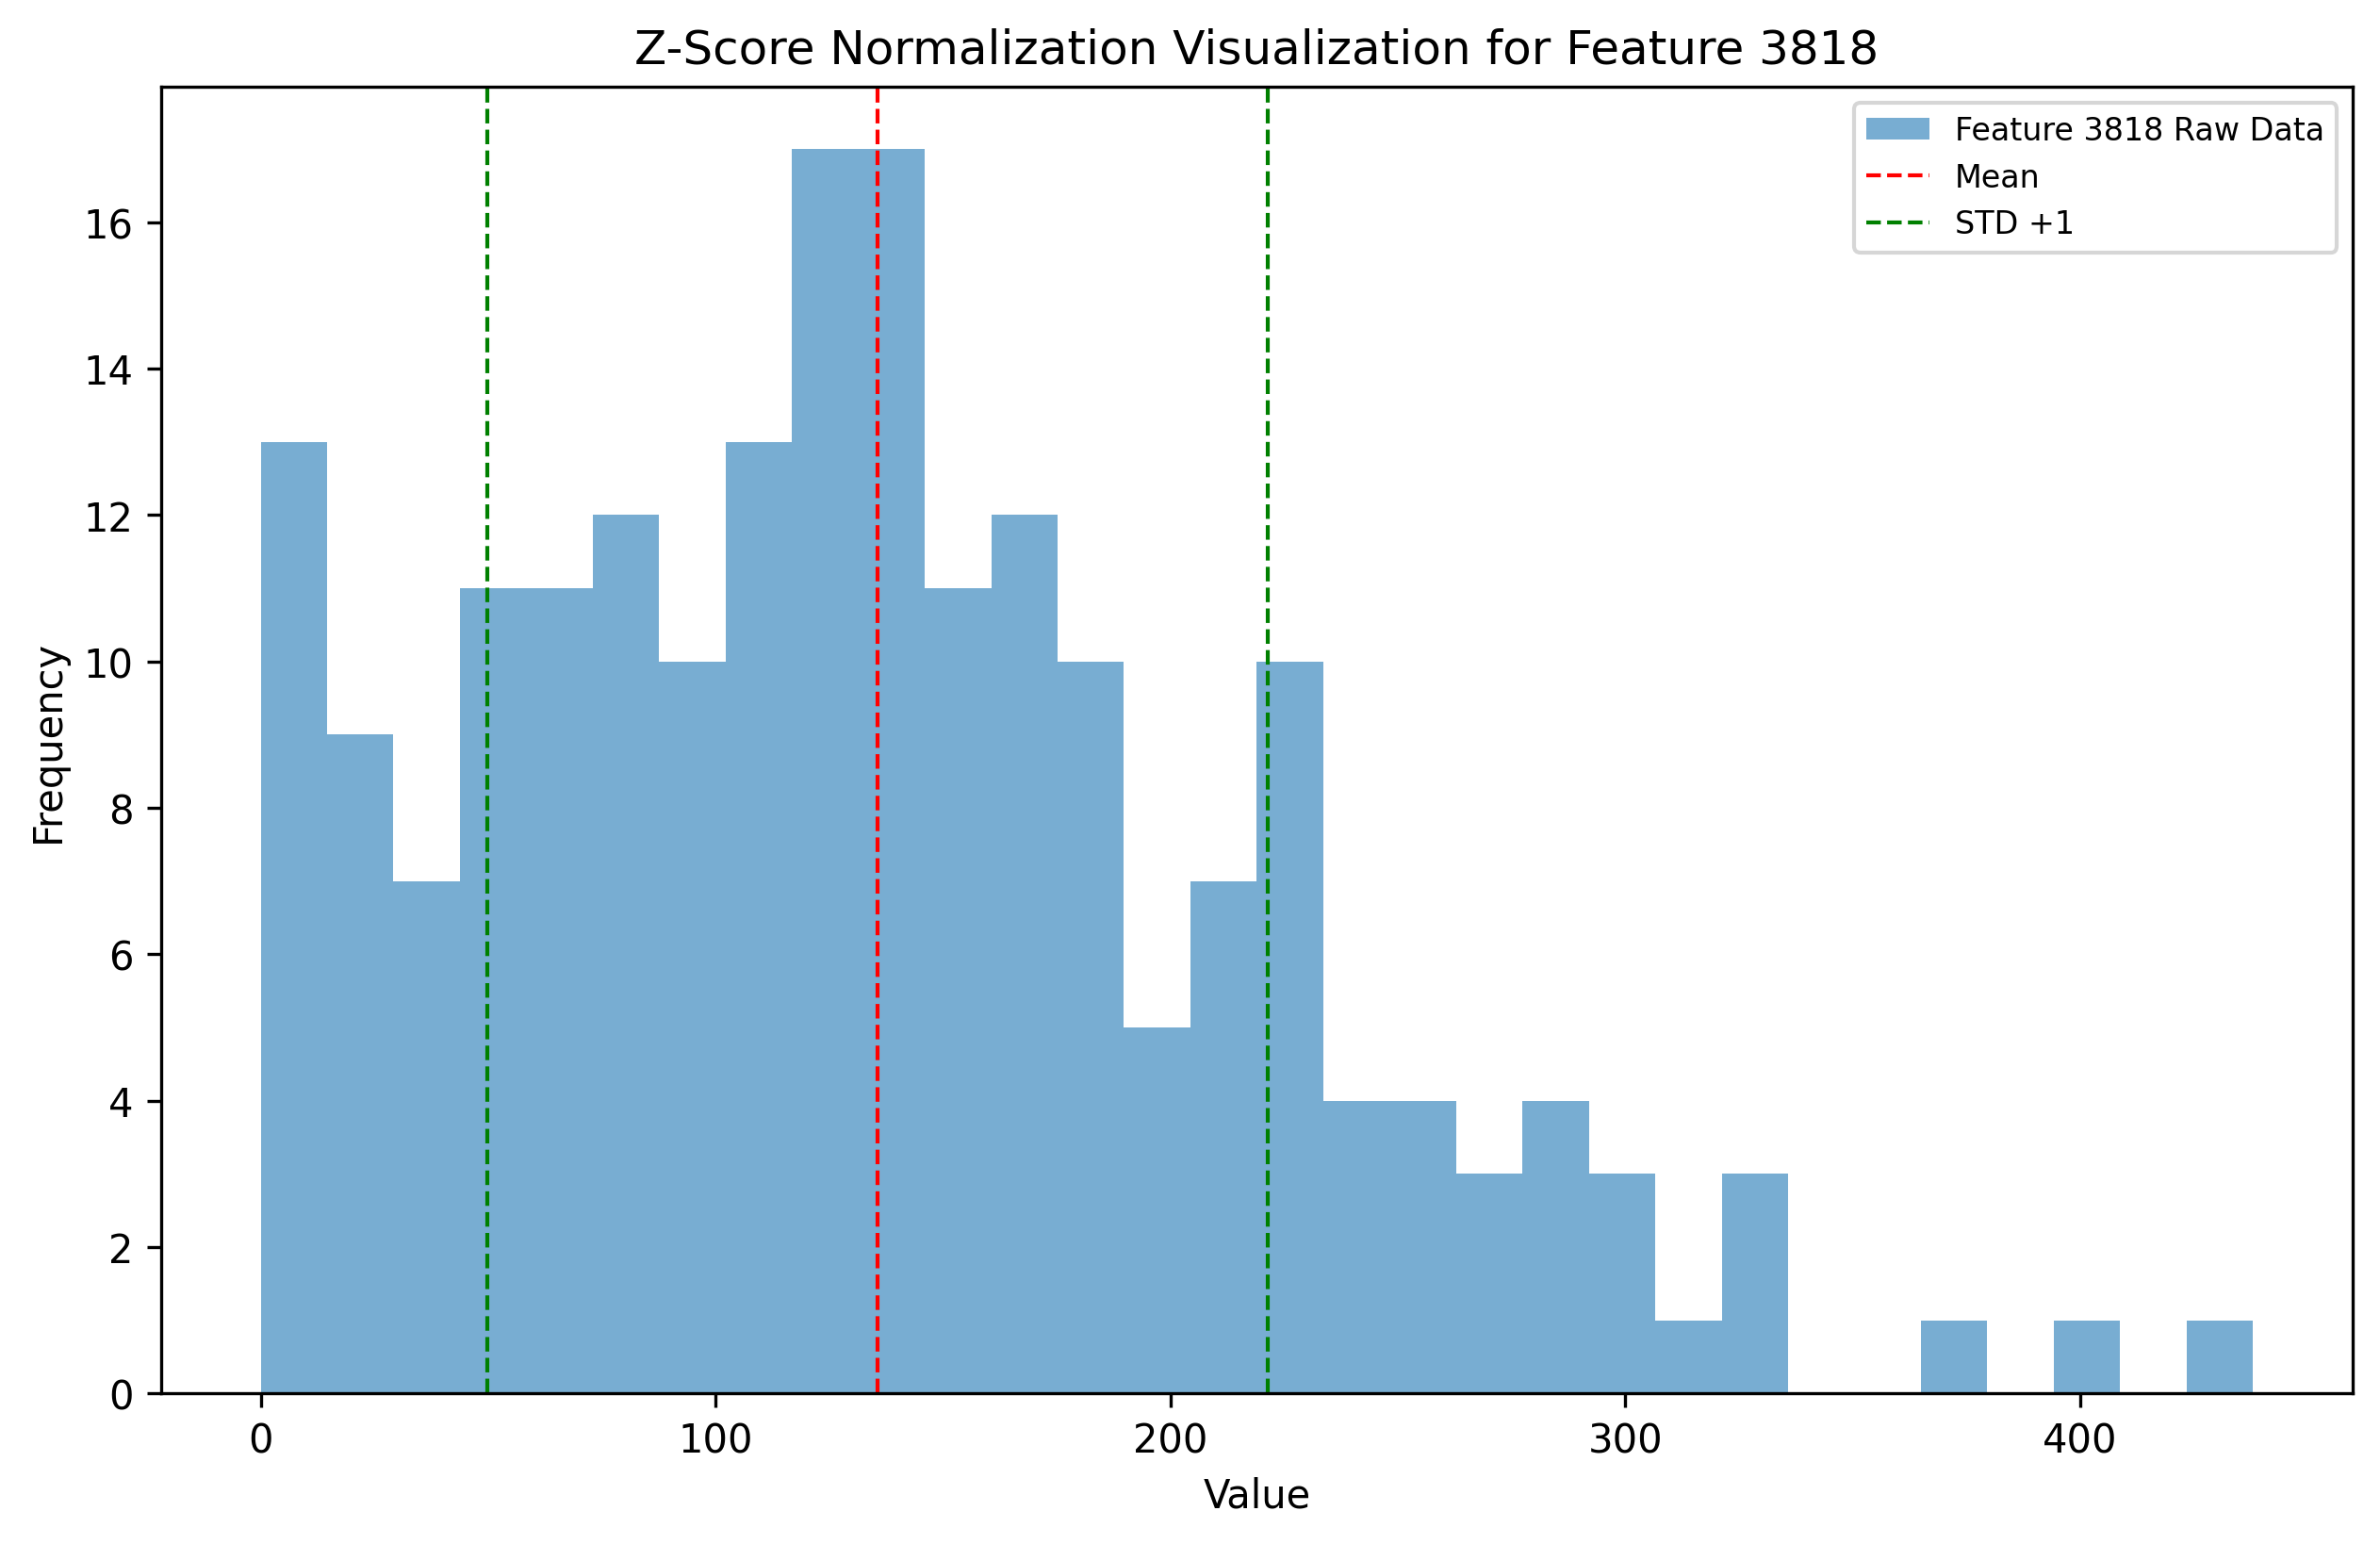 Z-Score Normalization Visualization for Feature 3818
Feature 3818 Raw Data
Mean
STD +1
16
14
12
10
8
6
4
2
0
Frequency
0 100 200 300 400
Value